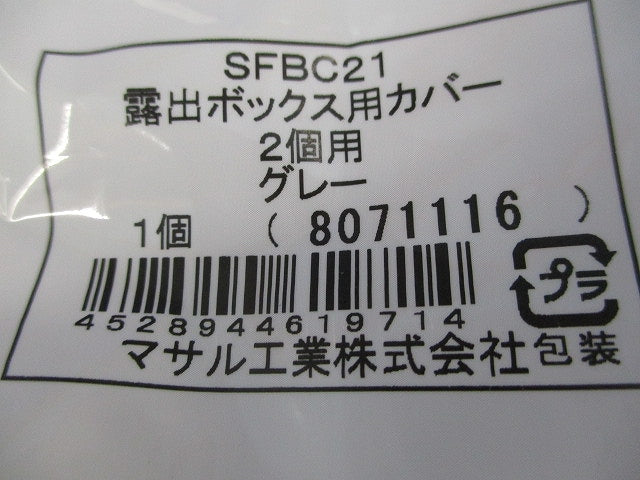 SFBC21
露出ボックス用カバー
2個用
グレー
1個 (8071116)
4528944619714
プラ
マサル工業株式会社 包装